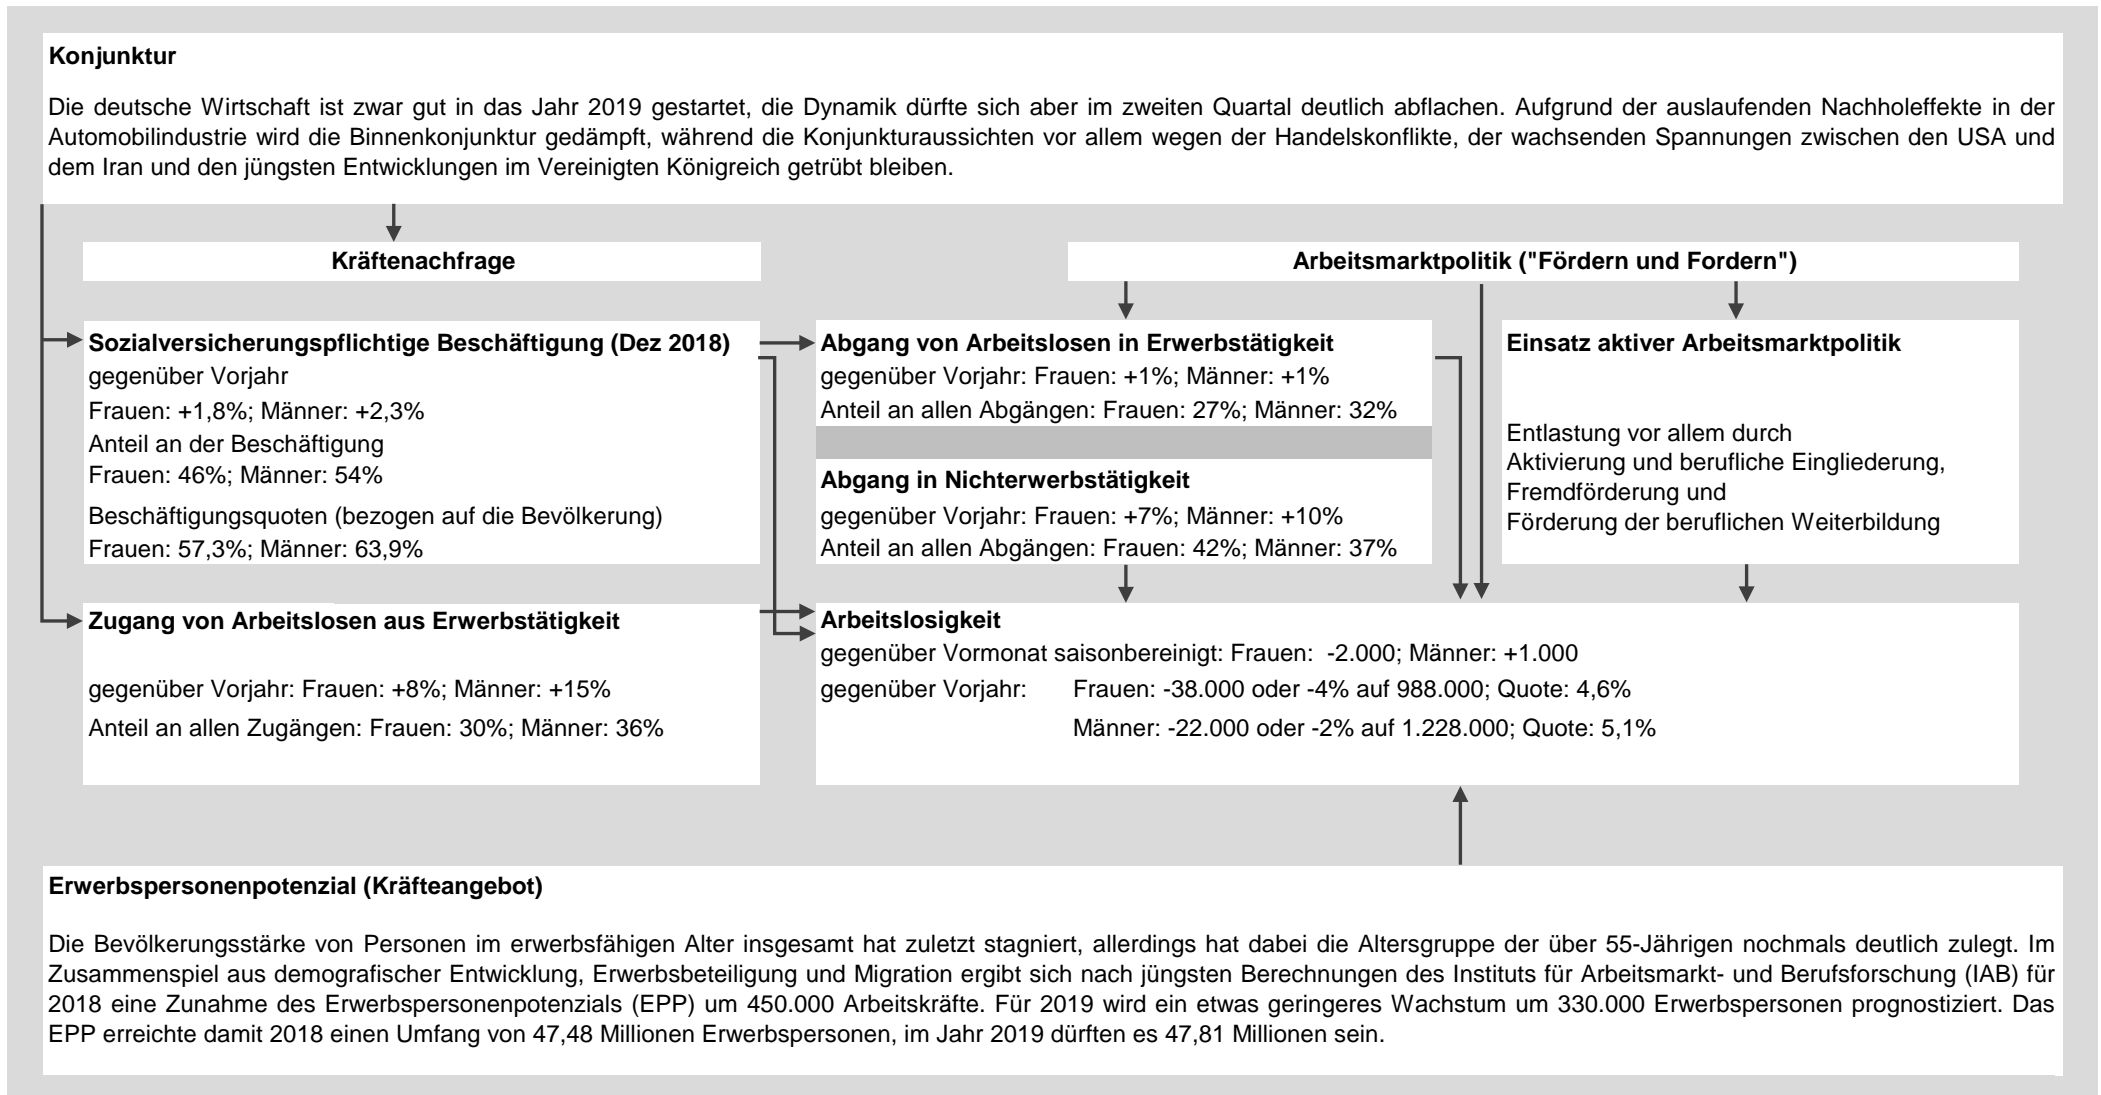 Konjunktur
Die deutsche Wirtschaft ist zwar gut in das Jahr 2019 gestartet, die Dynamik dürfte sich aber im zweiten Quartal deutlich abflachen. Aufgrund der auslaufenden Nachholeffekte in der
Automobilindustrie wird die Binnenkonjunktur gedämpft, während die Konjunkturaussichten vor allem wegen der Handelskonflikte, der wachsenden Spannungen zwischen den USA und
dem Iran und den jüngsten Entwicklungen im Vereinigten Königreich getrübt bleiben.
Kräftenachfrage
Arbeitsmarktpolitik ("Fördern und Fordern")
Sozialversicherungspflichtige Beschäftigung (Dez 2018)
gegenüber Vorjahr
Frauen: +1,8%; Männer: +2,3%
Anteil an der Beschäftigung
Frauen: 46%; Männer: 54%
Beschäftigungsquoten (bezogen auf die Bevölkerung)
Frauen: 57,3%; Männer: 63,9%
Abgang von Arbeitslosen in Erwerbstätigkeit
gegenüber Vorjahr: Frauen: +1%; Männer: +1%
Anteil an allen Abgängen: Frauen: 27%; Männer: 32%
Abgang in Nichterwerbstätigkeit
gegenüber Vorjahr: Frauen: +7%; Männer: +10%
Anteil an allen Abgängen: Frauen: 42%; Männer: 37%
Einsatz aktiver Arbeitsmarktpolitik
Entlastung vor allem durch
Aktivierung und berufliche Eingliederung,
Fremdförderung und
Förderung der beruflichen Weiterbildung
Zugang von Arbeitslosen aus Erwerbstätigkeit
gegenüber Vorjahr: Frauen: +8%; Männer: +15%
Anteil an allen Zugängen: Frauen: 30%; Männer: 36%
Arbeitslosigkeit
gegenüber Vormonat saisonbereinigt: Frauen: -2.000; Männer: +1.000
gegenüber Vorjahr: Frauen: -38.000 oder -4% auf 988.000; Quote: 4,6%
Männer: -22.000 oder -2% auf 1.228.000; Quote: 5,1%
Erwerbspersonenpotenzial (Kräfteangebot)
Die Bevölkerungsstärke von Personen im erwerbsfähigen Alter insgesamt hat zuletzt stagniert, allerdings hat dabei die Altersgruppe der über 55-Jährigen nochmals deutlich zulegt. Im
Zusammenspiel aus demografischer Entwicklung, Erwerbsbeteiligung und Migration ergibt sich nach jüngsten Berechnungen des Instituts für Arbeitsmarkt- und Berufsforschung (IAB) für
2018 eine Zunahme des Erwerbspersonenpotenzials (EPP) um 450.000 Arbeitskräfte. Für 2019 wird ein etwas geringeres Wachstum um 330.000 Erwerbspersonen prognostiziert. Das
EPP erreichte damit 2018 einen Umfang von 47,48 Millionen Erwerbspersonen, im Jahr 2019 dürften es 47,81 Millionen sein.